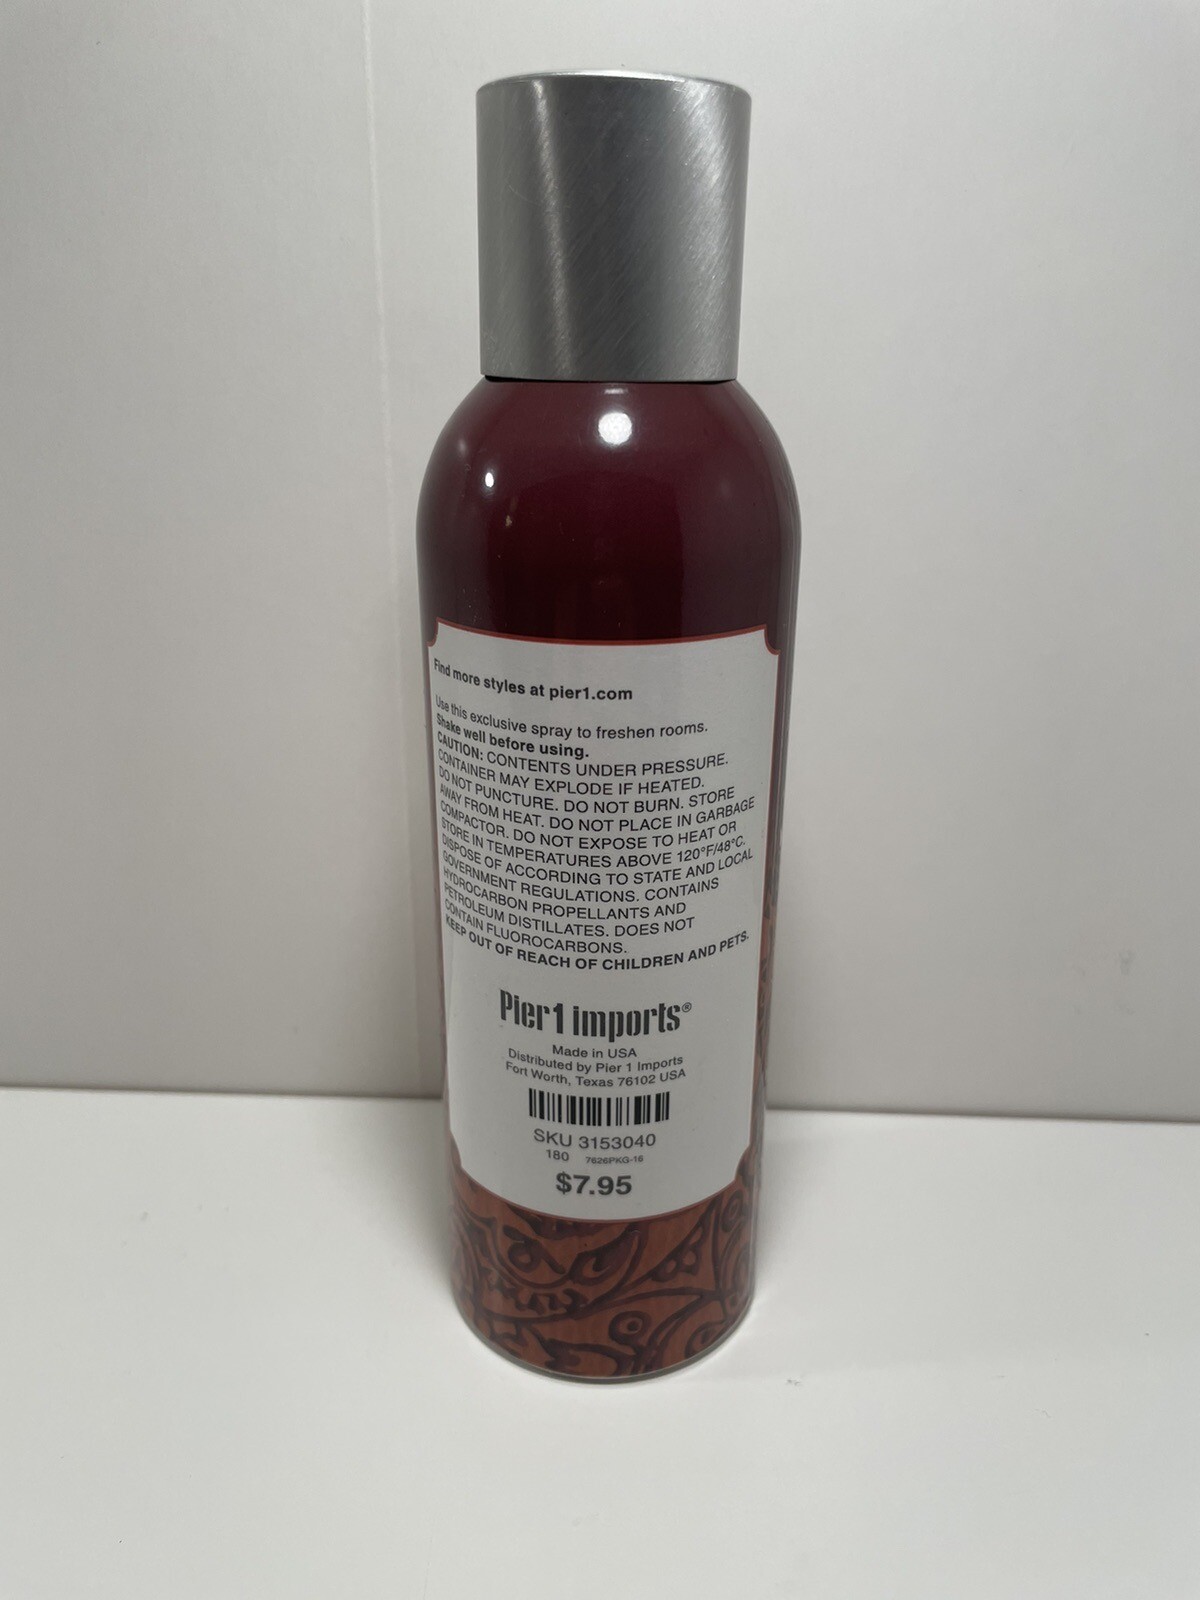 Find more styles at pier1.com
Use this exclusive spray to freshen rooms.
Shake well before using.
CAUTION: CONTENTS UNDER PRESSURE.
CONTAINER MAY EXPLODE IF HEATED.
DO NOT PUNCTURE. DO NOT BURN. STORE
AWAY FROM HEAT. DO NOT PLACE IN GARBAGE
COMPACTOR. DO NOT EXPOSE TO HEAT OR
STORE IN TEMPERATURES ABOVE 120°F/48°C.
DISPOSE OF ACCORDING TO STATE AND LOCAL
GOVERNMENT REGULATIONS. CONTAINS
HYDROCARBON PROPELLANTS AND
PETROLEUM DISTILLATES. DOES NOT
CONTAIN FLUOROCARBONS.
KEEP OUT OF REACH OF CHILDREN AND PETS.
Pier1 imports®
Made in USA
Distributed by Pier 1 Imports
Fort Worth, Texas 76102 USA
SKU 3153040
180 7626PKG-16
$7.95